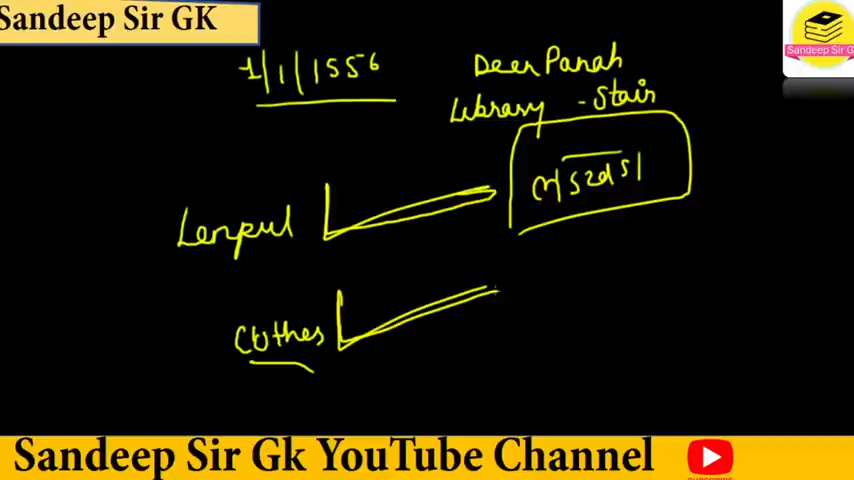 Sandeep Sir GK
Sandeep Sir GK
1/1/1556
Deen Panah
Library - Stair
Lenpul
Clothes
Sandeep Sir Gk YouTube Channel